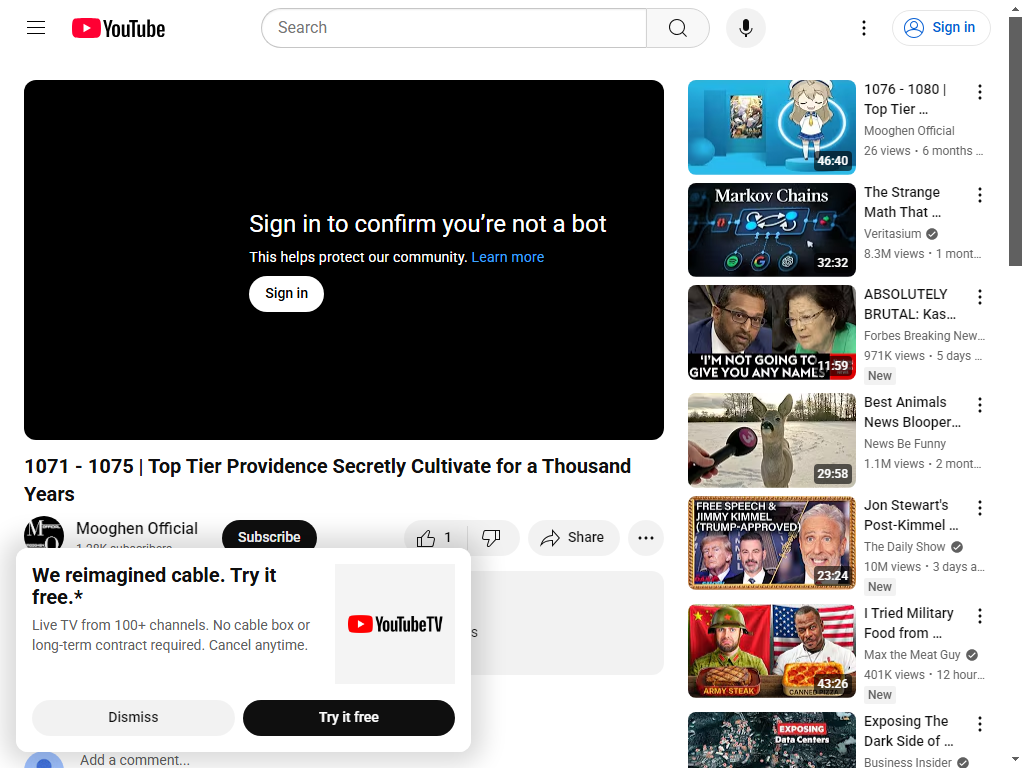 YouTube
Search
Sign in
Sign in to confirm you’re not a bot
This helps protect our community. Learn more
Sign in
1071 - 1075 | Top Tier Providence Secretly Cultivate for a Thousand
Years
Mooghen Official
Subscribe
1
Share
We reimagined cable. Try it
free.*
Live TV from 100+ channels. No cable box or
long-term contract required. Cancel anytime.
YouTubeTV
Dismiss
Try it free
Add a comment...
46:40
1076 - 1080 |
Top Tier ...
Mooghen Official
26 views • 6 months ...
Markov Chains
32:32
The Strange
Math That ...
Veritasium
8.3M views • 1 mont...
'I'M NOT GOING TO
GIVE YOU ANY NAMES
11:59
ABSOLUTELY
BRUTAL: Kas...
Forbes Breaking New...
971K views • 5 days ...
New
29:58
Best Animals
News Blooper...
News Be Funny
1.1M views • 2 mont...
FREE SPEECH &
JIMMY KIMMEL
(TRUMP-APPROVED)
23:24
Jon Stewart's
Post-Kimmel ...
The Daily Show
10M views • 3 days a...
New
ARMY STEAK
CANNED PIZZA
43:26
I Tried Military
Food from ...
Max the Meat Guy
401K views • 12 hour...
New
EXPOSING
Data Centers
Exposing The
Dark Side of ...
Business Insider